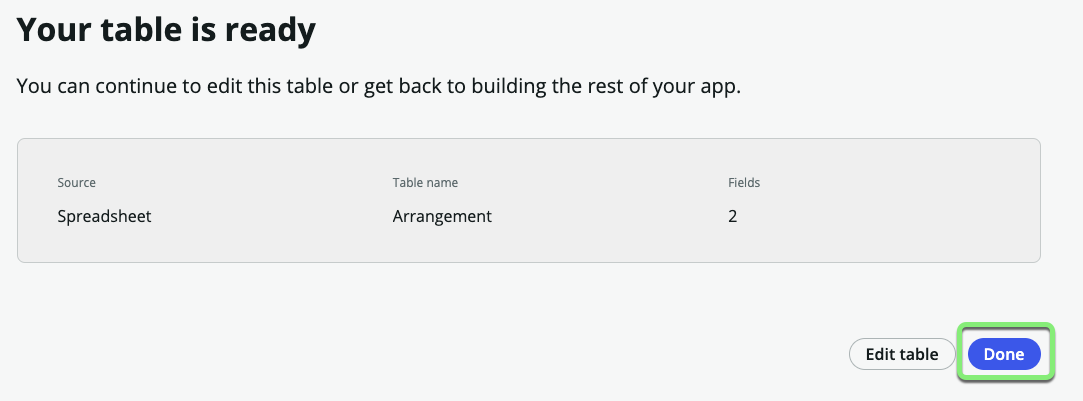 Your table is ready
You can continue to edit this table or get back to building the rest of your app.
Source Table name Fields
Spreadsheet Arrangement 2
Edit table Done